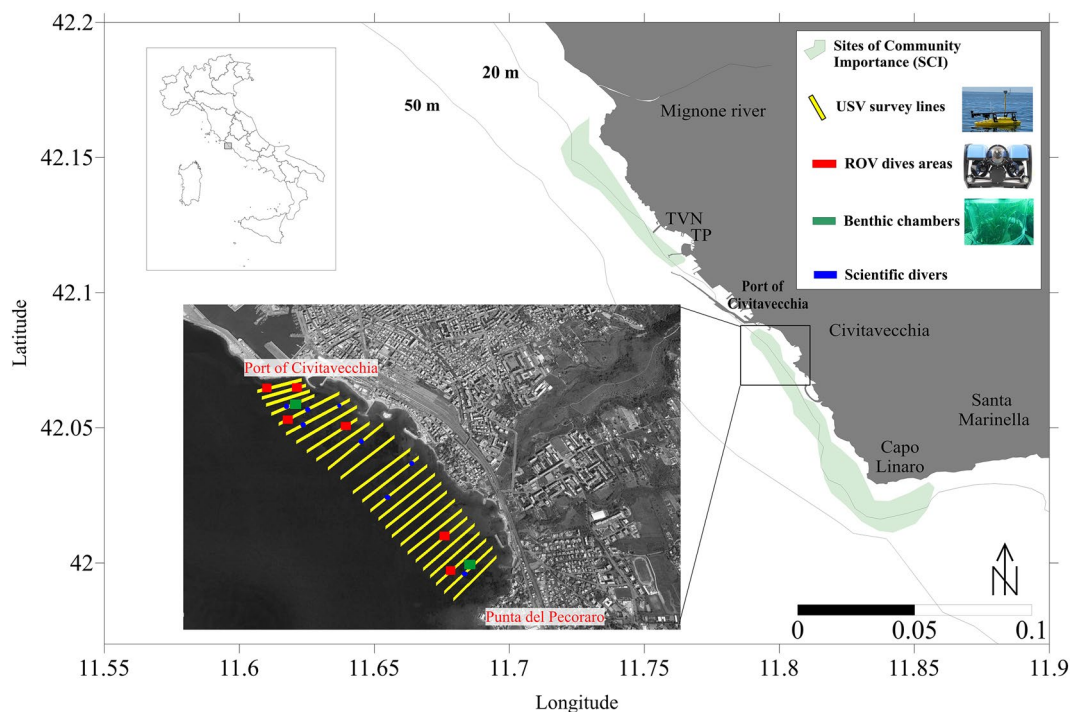 42.2
42.15
42.1
42.05
42
Latitude
11.55
11.6
11.65
11.7
11.75
11.8
11.85
11.9
Longitude
50 m
20 m
Mignone river
TVN
TP
Port of
Civitavecchia
Civitavecchia
Santa
Marinella
Capo
Linaro
Sites of Community
Importance (SCI)
USV survey lines
ROV dives areas
Benthic chambers
Scientific divers
Port of Civitavecchia
Punta del Pecoraro
N
0
0.05
0.1